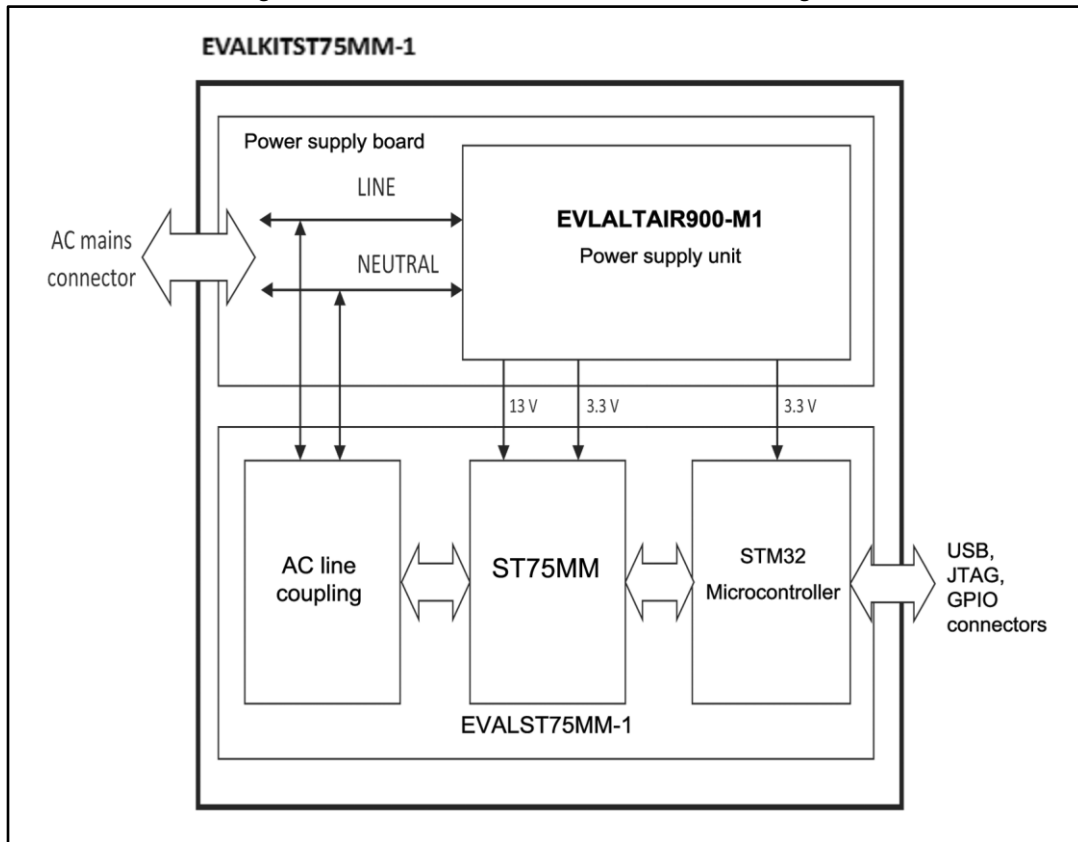 EVALKITST75MM-1
Power supply board
LINE
EVLALTAIR900-M1
Power supply unit
AC mains
connector
NEUTRAL
13 V
3.3 V
3.3 V
AC line
coupling
ST75MM
STM32
Microcontroller
USB,
JTAG,
GPIO
connectors
EVALST75MM-1